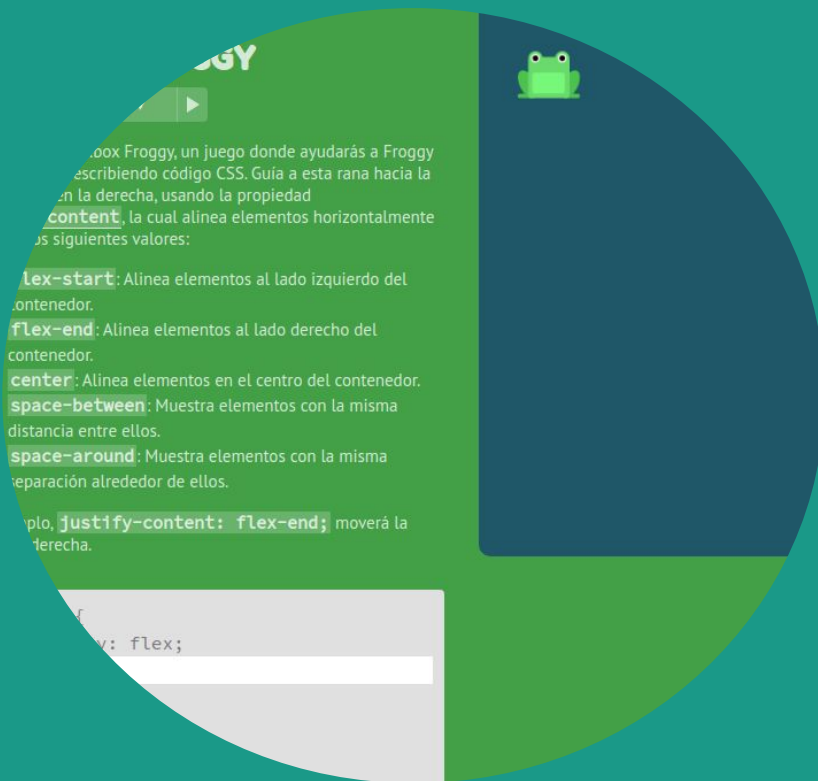 GGY
box Froggy, un juego donde ayudarás a Froggy
escribiendo código CSS. Guía a esta rana hacia la
en la derecha, usando la propiedad
content, la cual alinea elementos horizontalmente
os siguientes valores:
lex-start: Alinea elementos al lado izquierdo del
contenedor.
flex-end: Alinea elementos al lado derecho del
contenedor.
center: Alinea elementos en el centro del contenedor.
space-between: Muestra elementos con la misma
distancia entre ellos.
space-around: Muestra elementos con la misma
separación alrededor de ellos.
plo, justify-content: flex-end; moverá la
derecha.
{
y: flex;